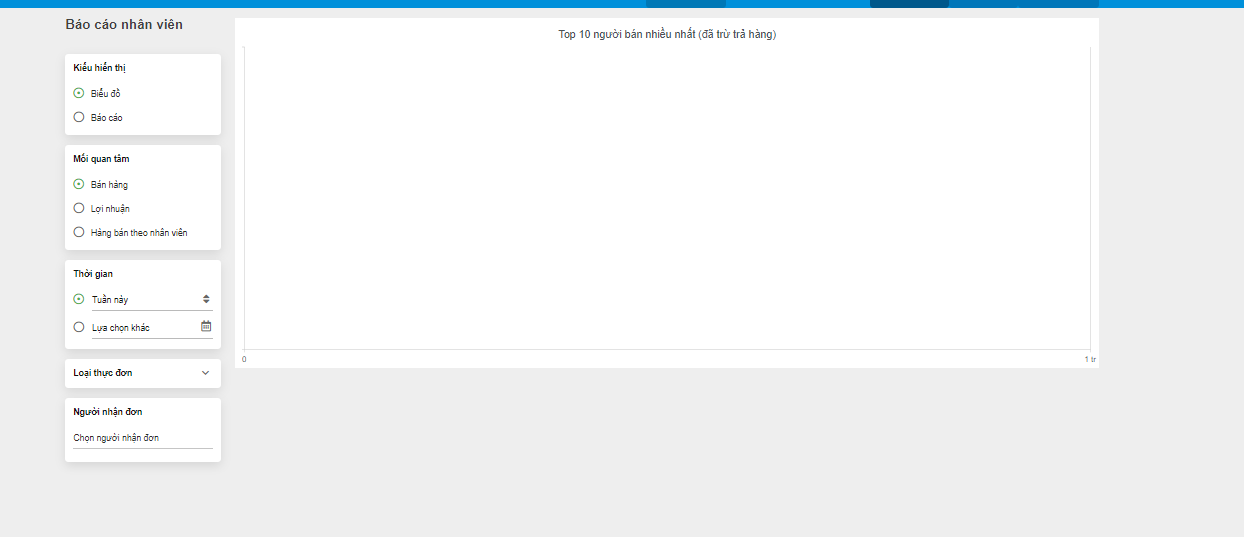 Báo cáo nhân viên
Kiểu hiển thị
Biểu đồ
Báo cáo
Mối quan tâm
Bán hàng
Lợi nhuận
Hàng bán theo nhân viên
Thời gian
Tuần này
Lựa chọn khác
Loại thực đơn
Người nhận đơn
Chọn người nhận đơn
Top 10 người bán nhiều nhất (đã trừ trả hàng)
0
1 tr